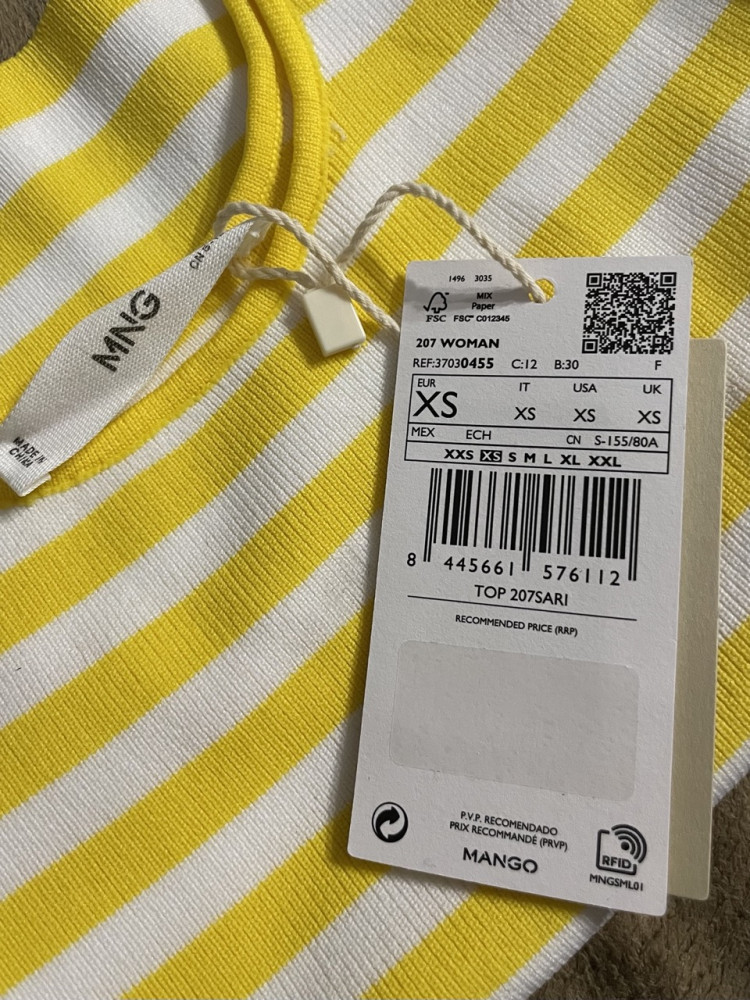 CN S-
MNG
MADE IN
CHINA
1496 3035
FSC
MIX
Paper
FSC™ C012345
207 WOMAN
REF:37030455 C:12 B:30 F
EUR IT USA UK
XS XS XS XS
MEX ECH CN S-155/80A
XXS XS S M L XL XXL
8 445661 576112
TOP 207SARI
RECOMMENDED PRICE (RRP)
P.V.P. RECOMENDADO
PRIX RECOMMANDÉ (PRVP)
MANGO
RFID
MNGSML01